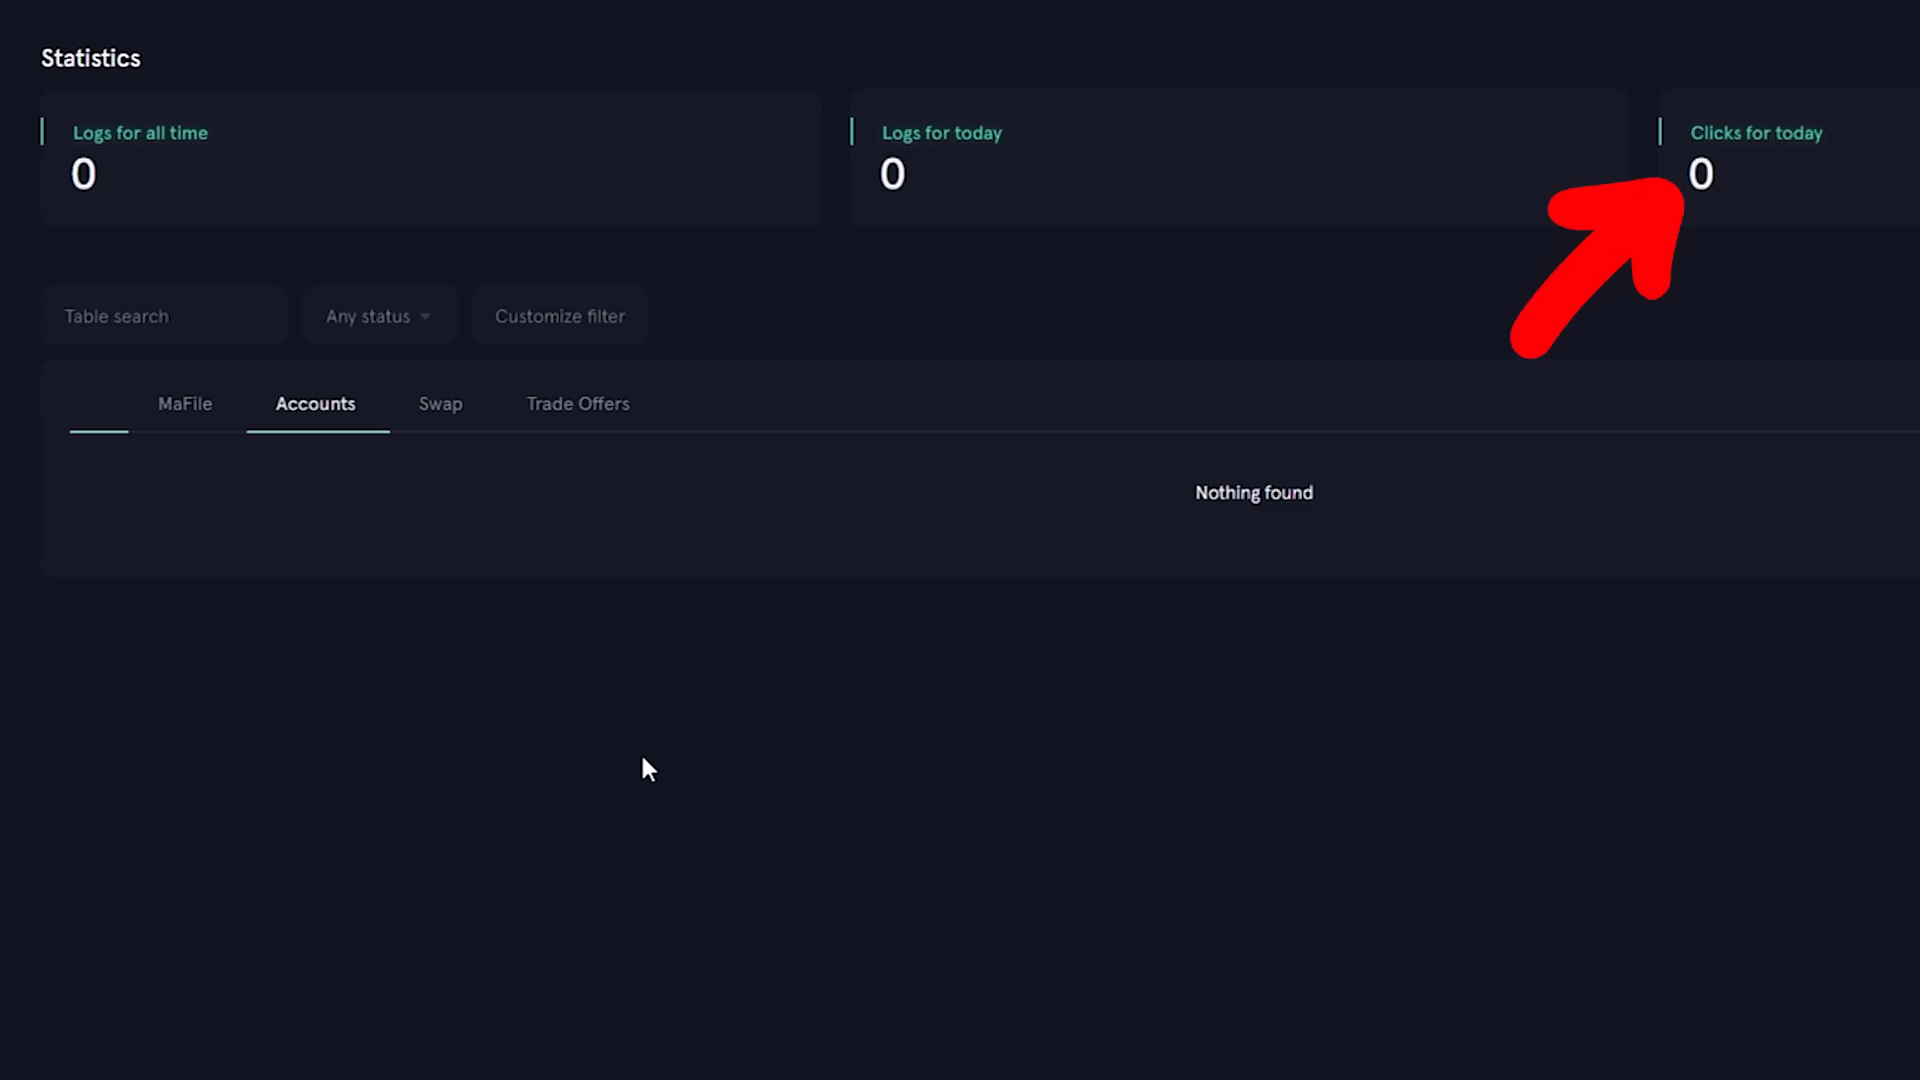 Statistics
Logs for all time
0
Logs for today
0
Clicks for today
0
Table search
Any status
Customize filter
MaFile
Accounts
Swap
Trade Offers
Nothing found